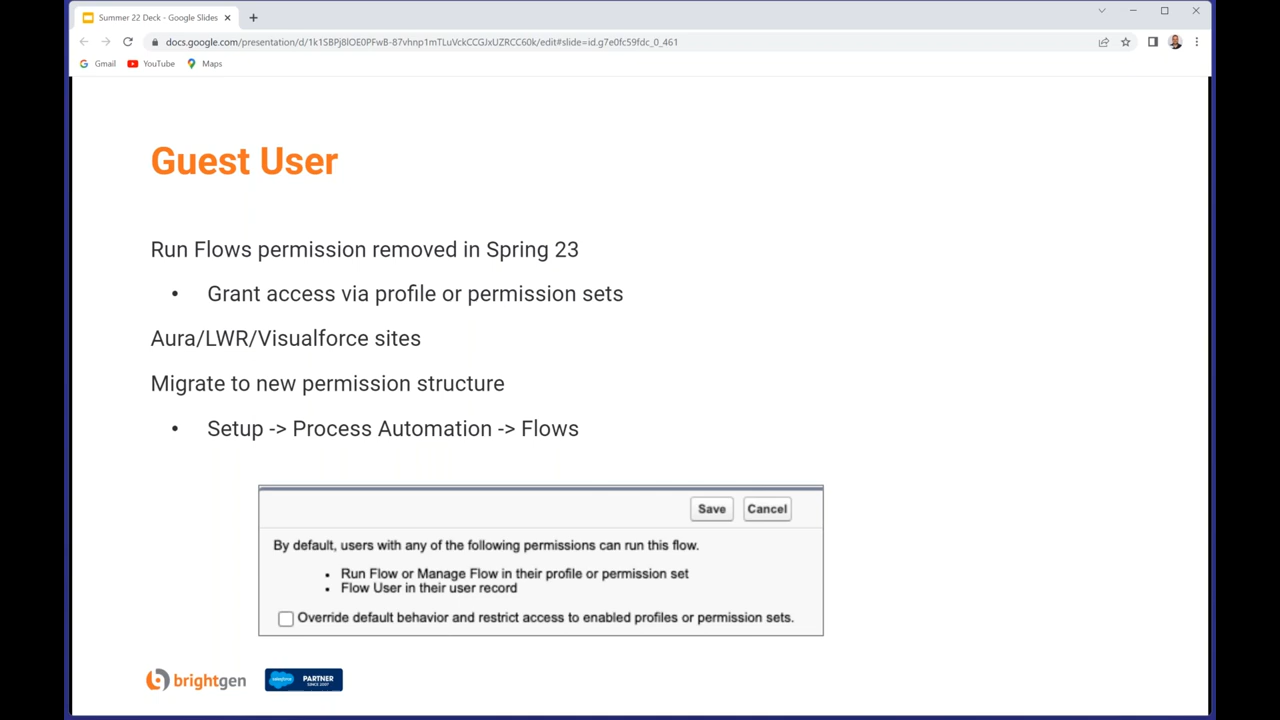 Summer 22 Deck - Google Slides
docs.google.com/presentation/d/1k1SBPj8lOE0PFwB-87vhnp1mTLuVckCCGJxUZRCC60k/edit#slide=id.g7e0fc59fdc_0_461
Gmail YouTube Maps
Guest User
Run Flows permission removed in Spring 23
• Grant access via profile or permission sets
Aura/LWR/Visualforce sites
Migrate to new permission structure
• Setup -> Process Automation -> Flows
Save Cancel
By default, users with any of the following permissions can run this flow.
• Run Flow or Manage Flow in their profile or permission set
• Flow User in their user record
Override default behavior and restrict access to enabled profiles or permission sets.
brightgen
salesforce PARTNER
SINCE 2007